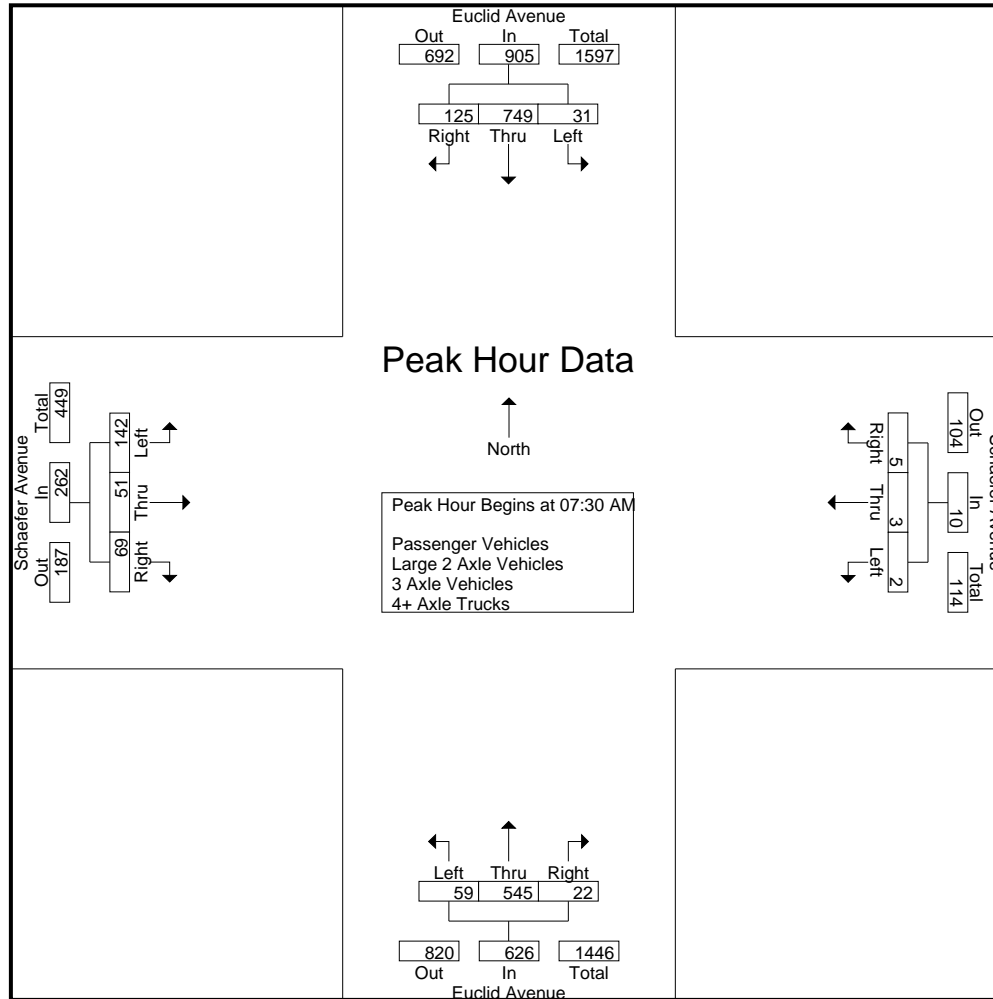 Euclid Avenue
Out In Total
692 905 1597
125 749 31
Right Thru Left
Peak Hour Data
North
Peak Hour Begins at 07:30 AM
Passenger Vehicles
Large 2 Axle Vehicles
3 Axle Vehicles
4+ Axle Trucks
Schaefer Avenue
Total In Out
449 262 187
142 51 69
Left Thru Right
Right Thru Left
5 3 2
104 10 114
Out In Total
Left Thru Right
59 545 22
820 626 1446
Out In Total
Euclid Avenue